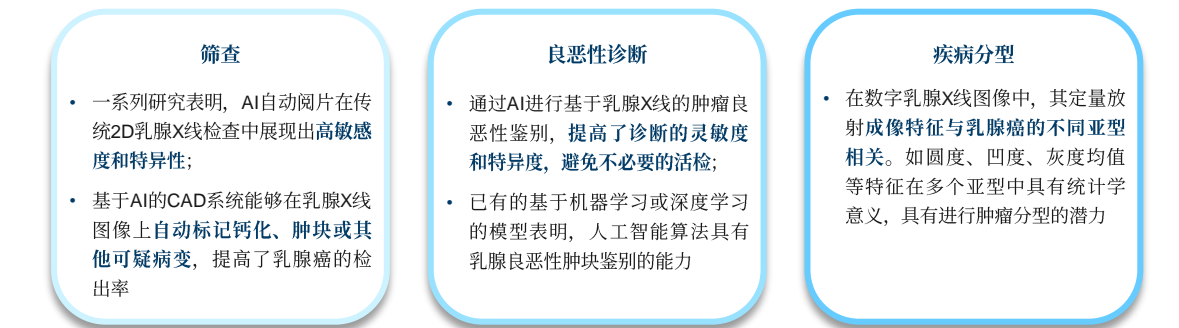 筛查
• 一系列研究表明，AI自动阅片在传
统2D乳腺X线检查中展现出高敏感
度和特异性；
• 基于AI的CAD系统能够在乳腺X线
图像上自动标记钙化、肿块或其
他可疑病变，提高了乳腺癌的检
出率
良恶性诊断
• 通过AI进行基于乳腺X线的肿瘤良
恶性鉴别，提高了诊断的灵敏度
和特异度，避免不必要的活检；
• 已有的基于机器学习或深度学习
的模型表明，人工智能算法具有
乳腺良恶性肿块鉴别的能力
疾病分型
• 在数字乳腺X线图像中，其定量放
射成像特征与乳腺癌的不同亚型
相关。如圆度、凹度、灰度均值
等特征在多个亚型中具有统计学
意义，具有进行肿瘤分型的潜力